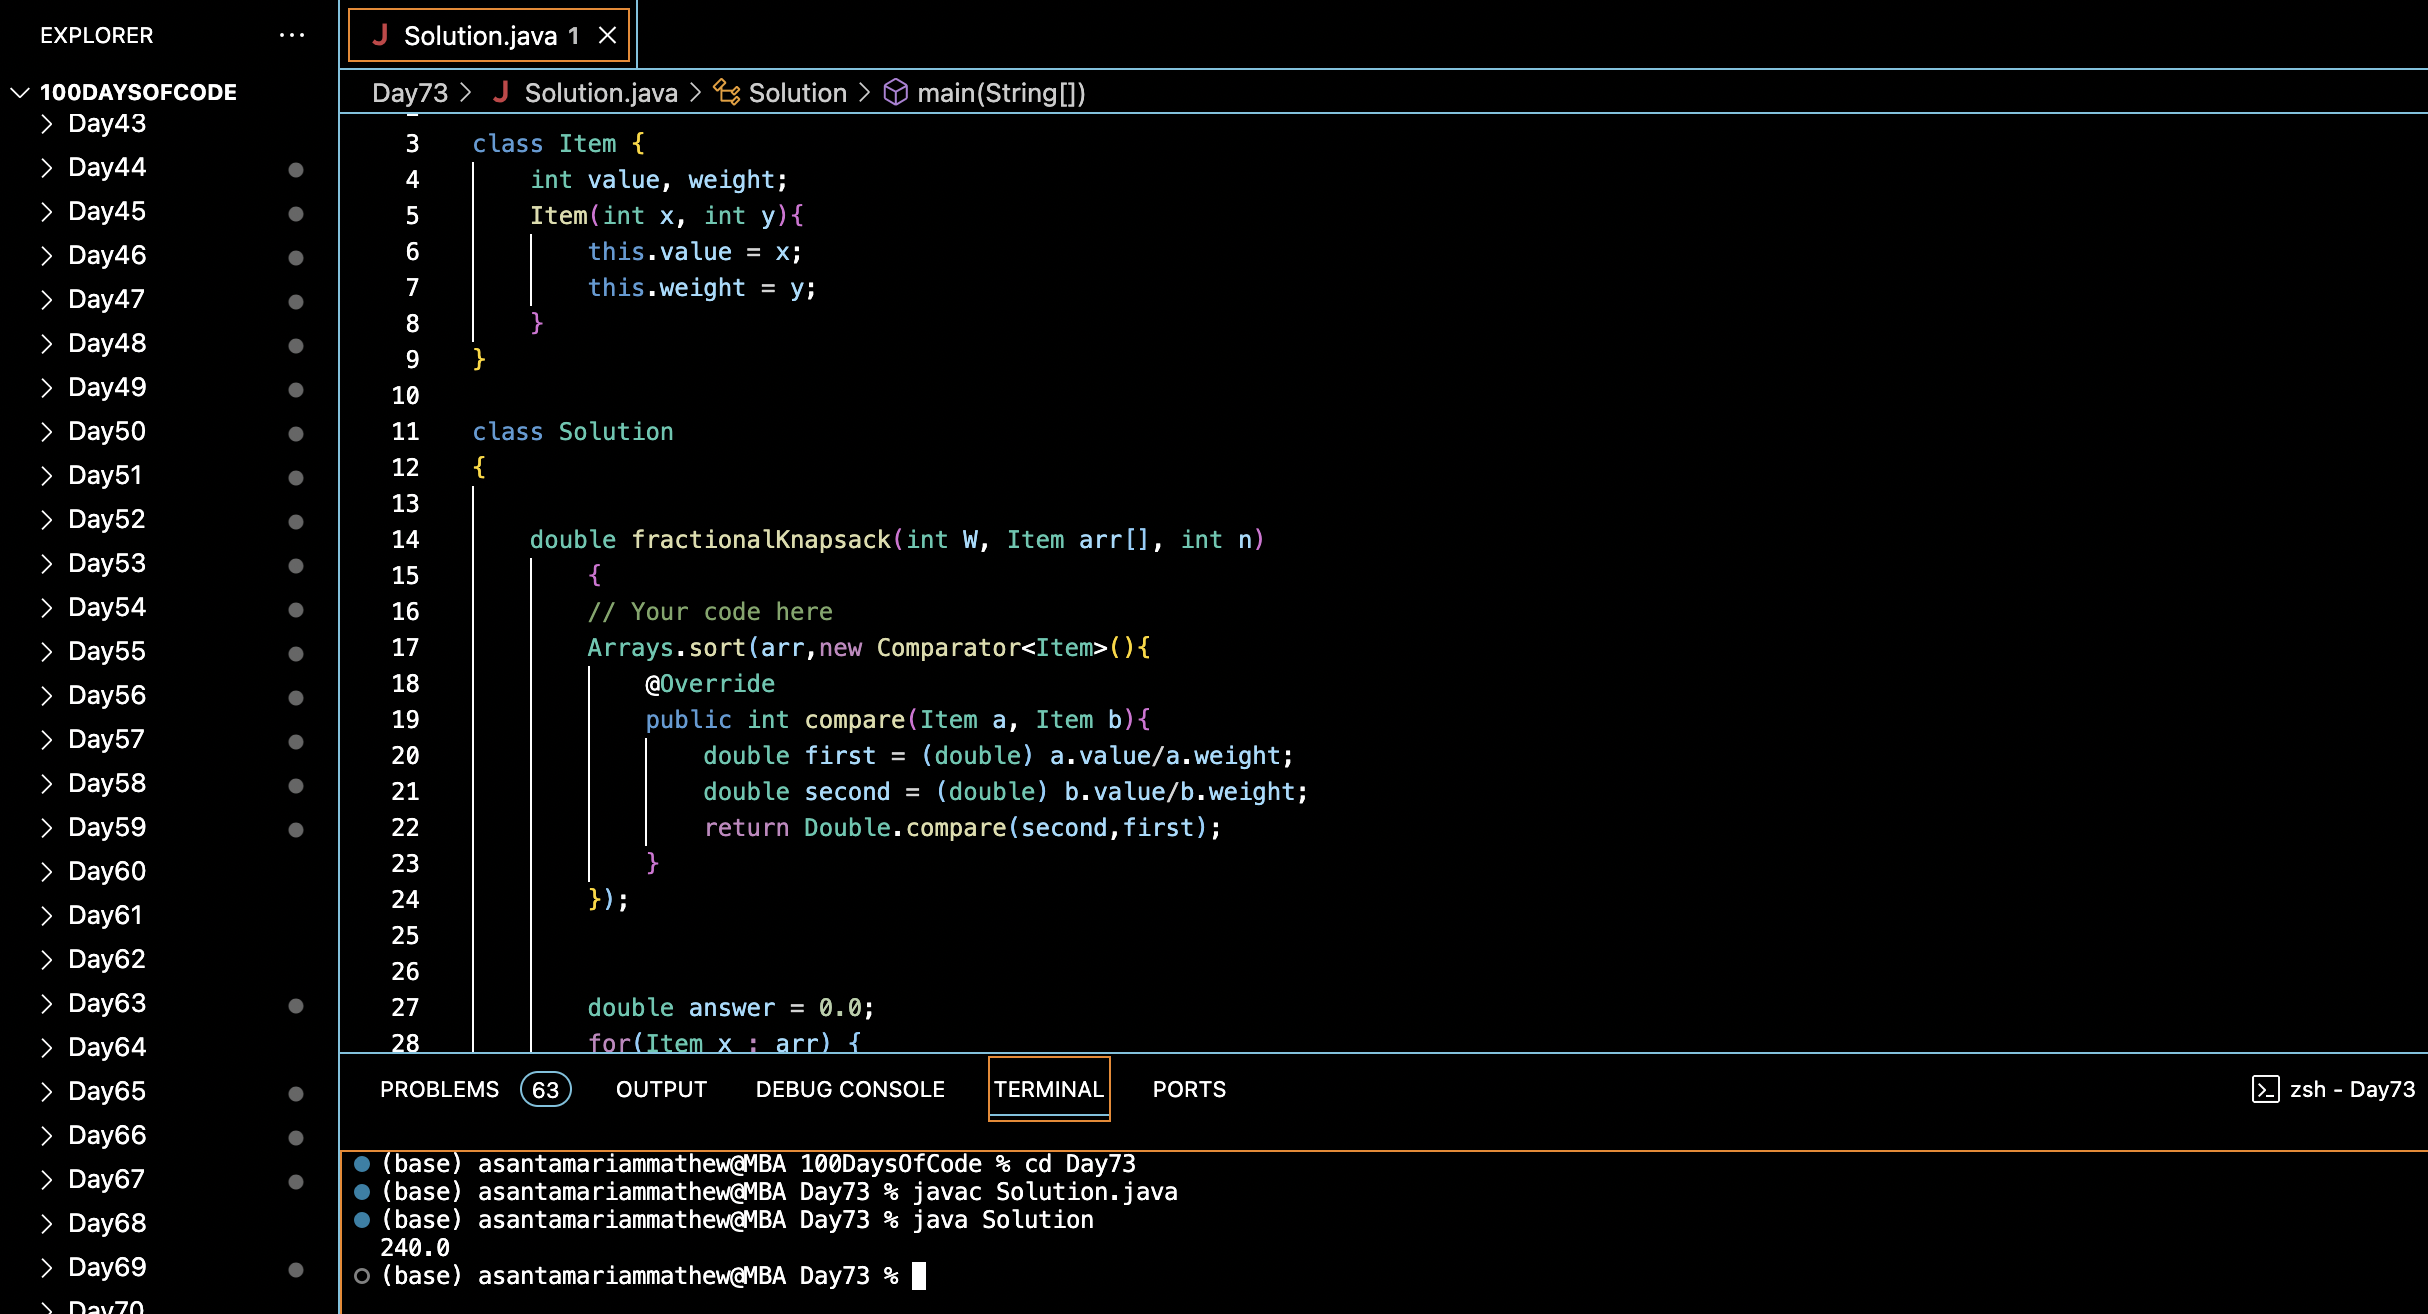 EXPLORER
100DAYSOFCODE
Day43
Day44
Day45
Day46
Day47
Day48
Day49
Day50
Day51
Day52
Day53
Day54
Day55
Day56
Day57
Day58
Day59
Day60
Day61
Day62
Day63
Day64
Day65
Day66
Day67
Day68
Day69
Day70
J Solution.java 1
Day73 > J Solution.java > Solution > main(String[])
3 class Item {
4 int value, weight;
5 Item(int x, int y){
6 this.value = x;
7 this.weight = y;
8 }
9 }
10
11 class Solution
12 {
13
14 double fractionalKnapsack(int W, Item arr[], int n)
15 {
16 // Your code here
17 Arrays.sort(arr,new Comparator<Item>(){
18 @Override
19 public int compare(Item a, Item b){
20 double first = (double) a.value/a.weight;
21 double second = (double) b.value/b.weight;
22 return Double.compare(second,first);
23 }
24 });
25
26
27 double answer = 0.0;
28 for(Item x : arr) {
PROBLEMS 63 OUTPUT DEBUG CONSOLE TERMINAL PORTS zsh - Day73
(base) asantamariammathew@MBA 100DaysOfCode % cd Day73
(base) asantamariammathew@MBA Day73 % javac Solution.java
(base) asantamariammathew@MBA Day73 % java Solution
240.0
(base) asantamariammathew@MBA Day73 %